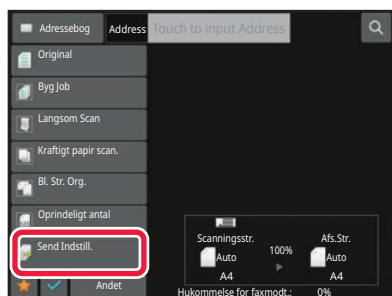 Adressebog Address Touch to input Address
Original
Byg Job
Langsom Scan
Kraftigt papir scan.
Bl. Str. Org.
Oprindeligt antal
Send Indstill.
Andet
Scanningsstr. 100% Afs.Str.
Auto Auto
A4 A4
Hukommelse for faxmodt.: 0%